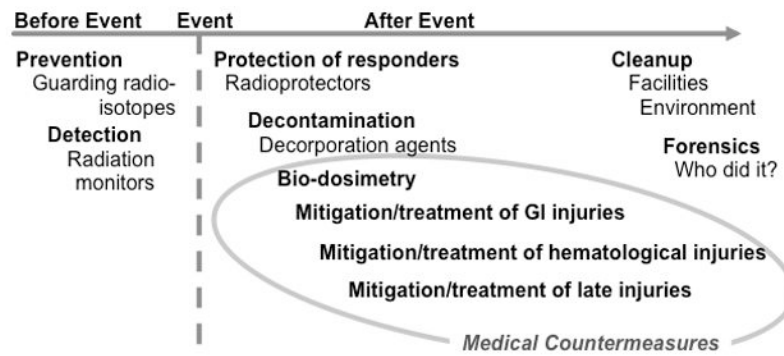 Before Event
Event
After Event
Prevention
Guarding radio-
isotopes
Detection
Radiation
monitors
Protection of responders
Radioprotectors
Decontamination
Decorporation agents
Bio-dosimetry
Mitigation/treatment of GI injuries
Mitigation/treatment of hematological injuries
Mitigation/treatment of late injuries
Medical Countermeasures
Cleanup
Facilities
Environment
Forensics
Who did it?